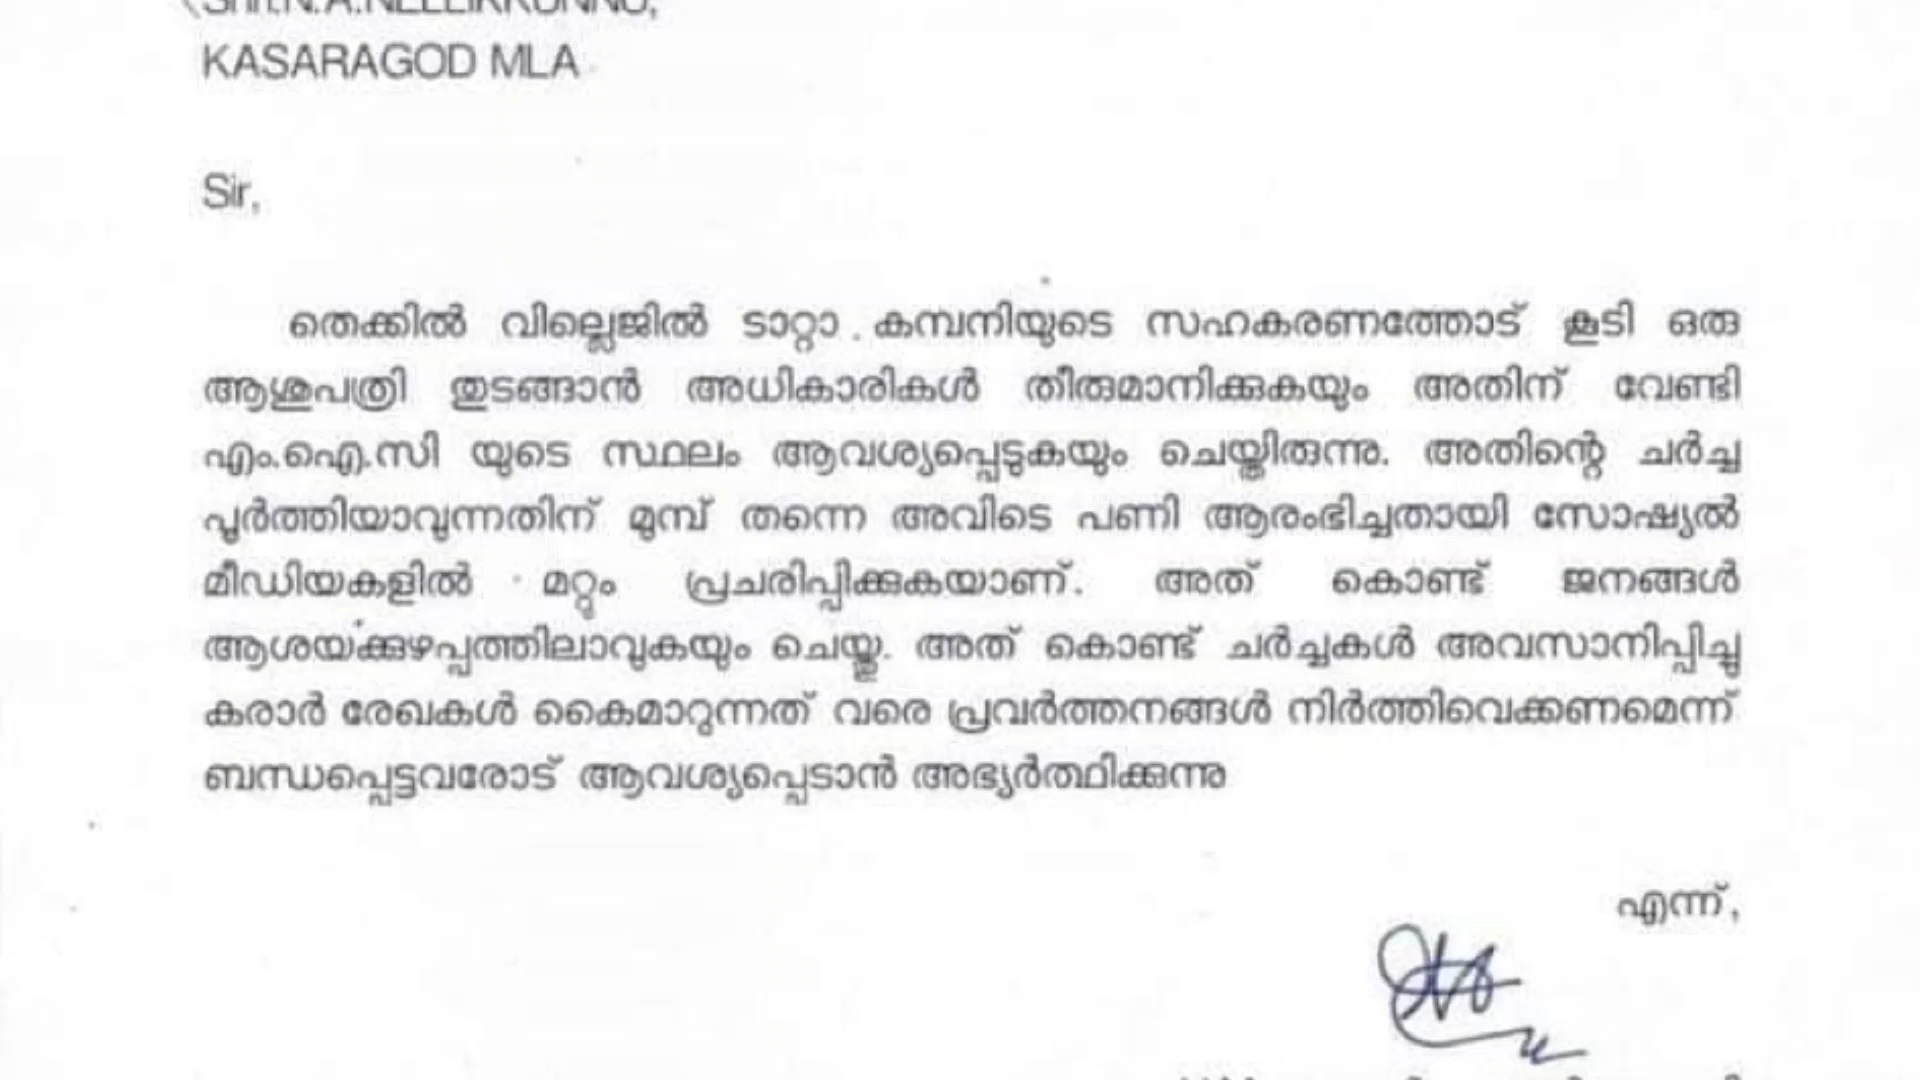 Shri.N.A.NELLIKKUNNU,
KASARAGOD MLA
Sir,
തെക്കിൽ വില്ലെജിൽ ടാറ്റാ . കമ്പനിയുടെ സഹകരണത്തോട് കൂടി ഒരു
ആശുപത്രി തുടങ്ങാൻ അധികാരികൾ തീരുമാനിക്കുകയും അതിന് വേണ്ടി
എം.ഐ.സി യുടെ സ്ഥലം ആവശ്യപ്പെടുകയും ചെയ്തിരുന്നു. അതിന്റെ ചർച്ച
പൂർത്തിയാവുന്നതിന് മുമ്പ് തന്നെ അവിടെ പണി ആരംഭിച്ചതായി സോഷ്യൽ
മീഡിയകളിൽ മറ്റും പ്രചരിപ്പിക്കുകയാണ്. അത് കൊണ്ട് ജനങ്ങൾ
ആശയക്കുഴപ്പത്തിലാവുകയും ചെയ്തു. അത് കൊണ്ട് ചർച്ചകൾ അവസാനിപ്പിച്ചു
കരാർ രേഖകൾ കൈമാറുന്നത് വരെ പ്രവർത്തനങ്ങൾ നിർത്തിവെക്കണമെന്ന്
ബന്ധപ്പെട്ടവരോട് ആവശ്യപ്പെടാൻ അഭ്യർത്ഥിക്കുന്നു
എന്ന്,